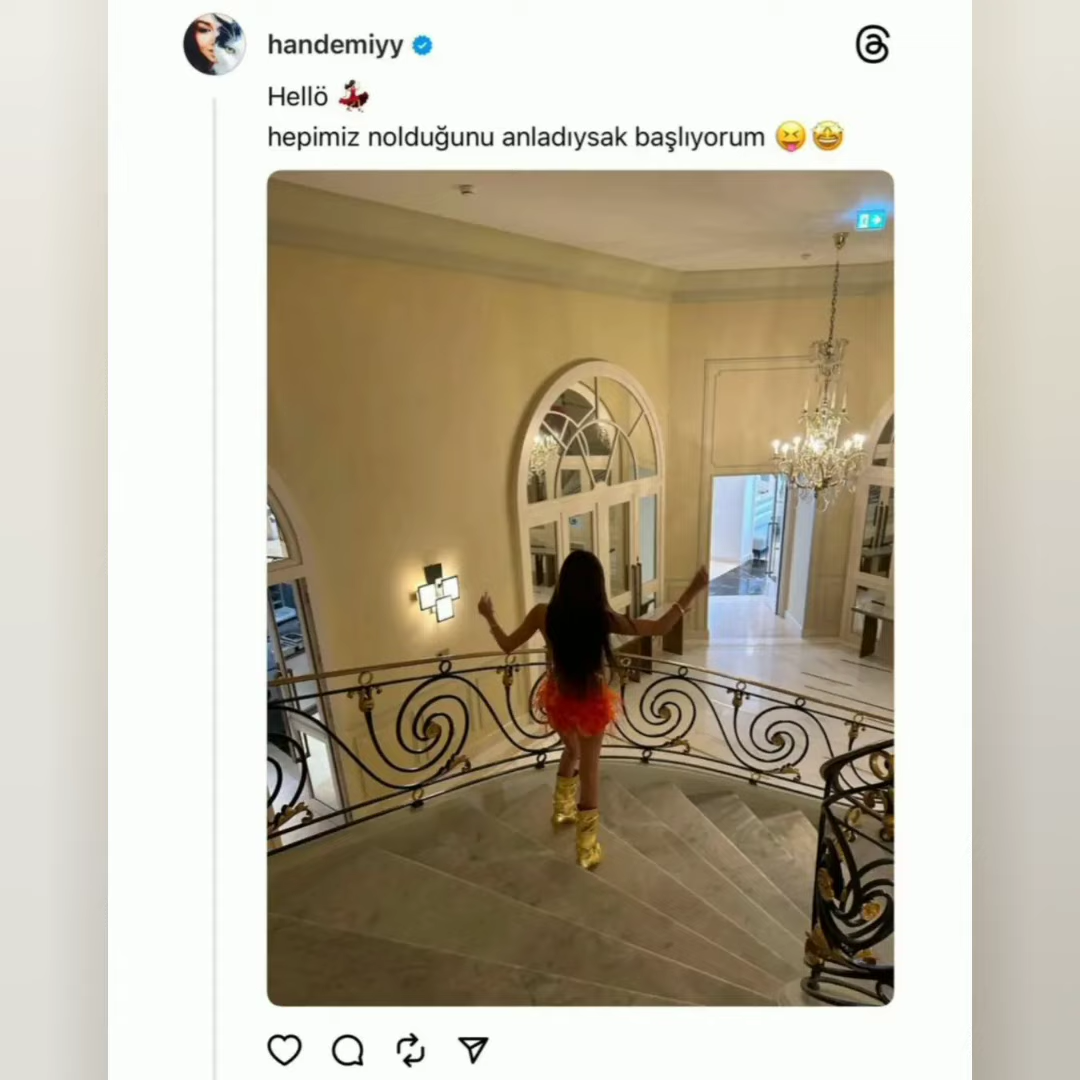 handemiyy
Hellö 💃
hepimiz nolduğunu anladıysak başlıyorum 😝🤩